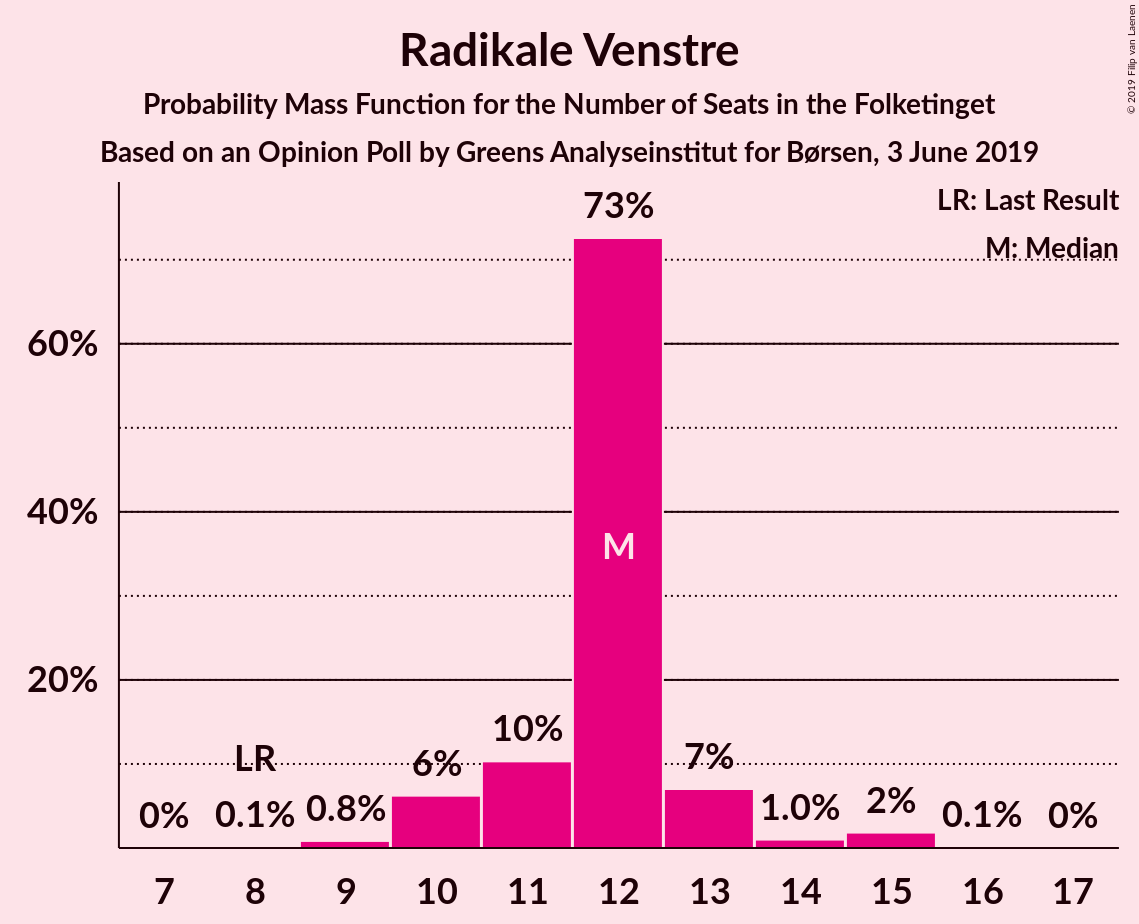 Radikale Venstre
Probability Mass Function for the Number of Seats in the Folketinget
Based on an Opinion Poll by Greens Analyseinstitut for Børsen, 3 June 2019
© 2019 Filip van Laenen
LR: Last Result
M: Median
73%
60%
40%
M
20%
10%
LR
6%
7%
0%
0.1%
0.8%
1.0%
2%
0.1%
0%
7 8 9 10 11 12 13 14 15 16 17